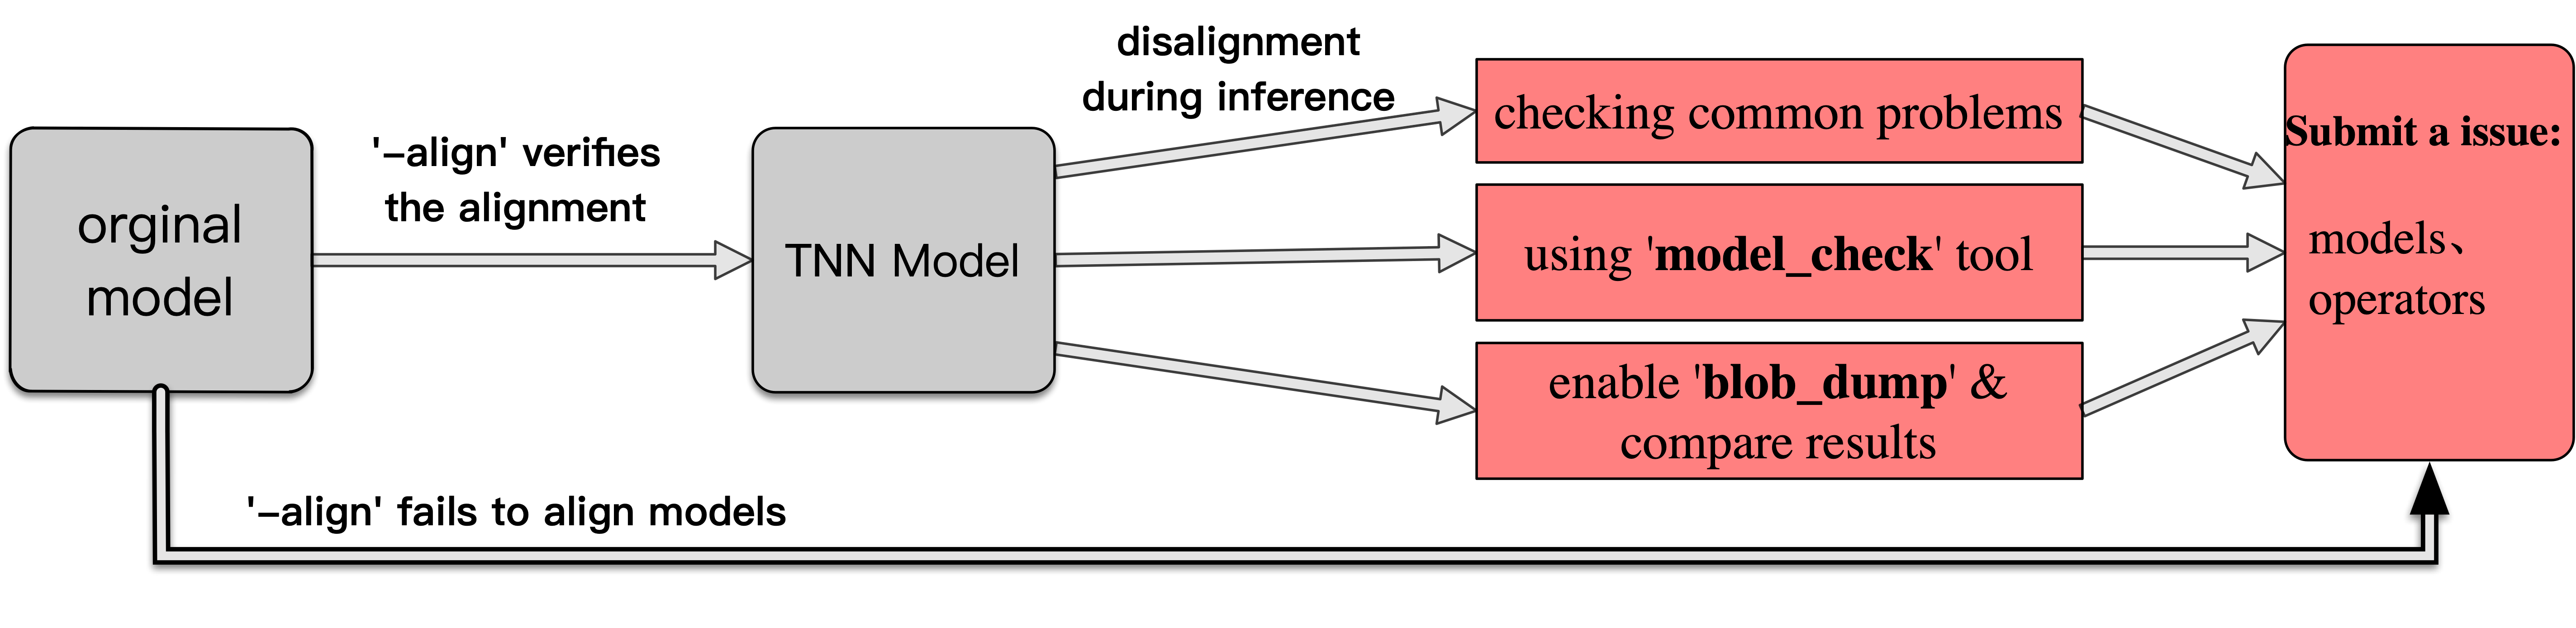 orginal
model
'–align' verifies
the alignment
TNN Model
disalignment
during inference
checking common problems
using 'model_check' tool
enable 'blob_dump' &
compare results
Submit a issue:
models、
operators
'–align' fails to align models